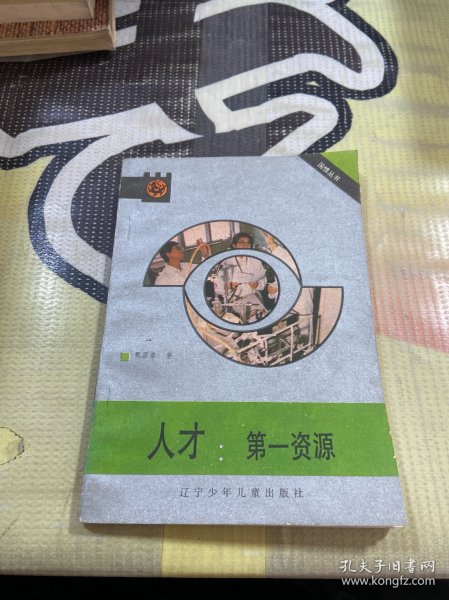 国情丛书
著
人才：第一资源
辽宁少年儿童出版社
孔夫子旧书网
www.kongfz.com